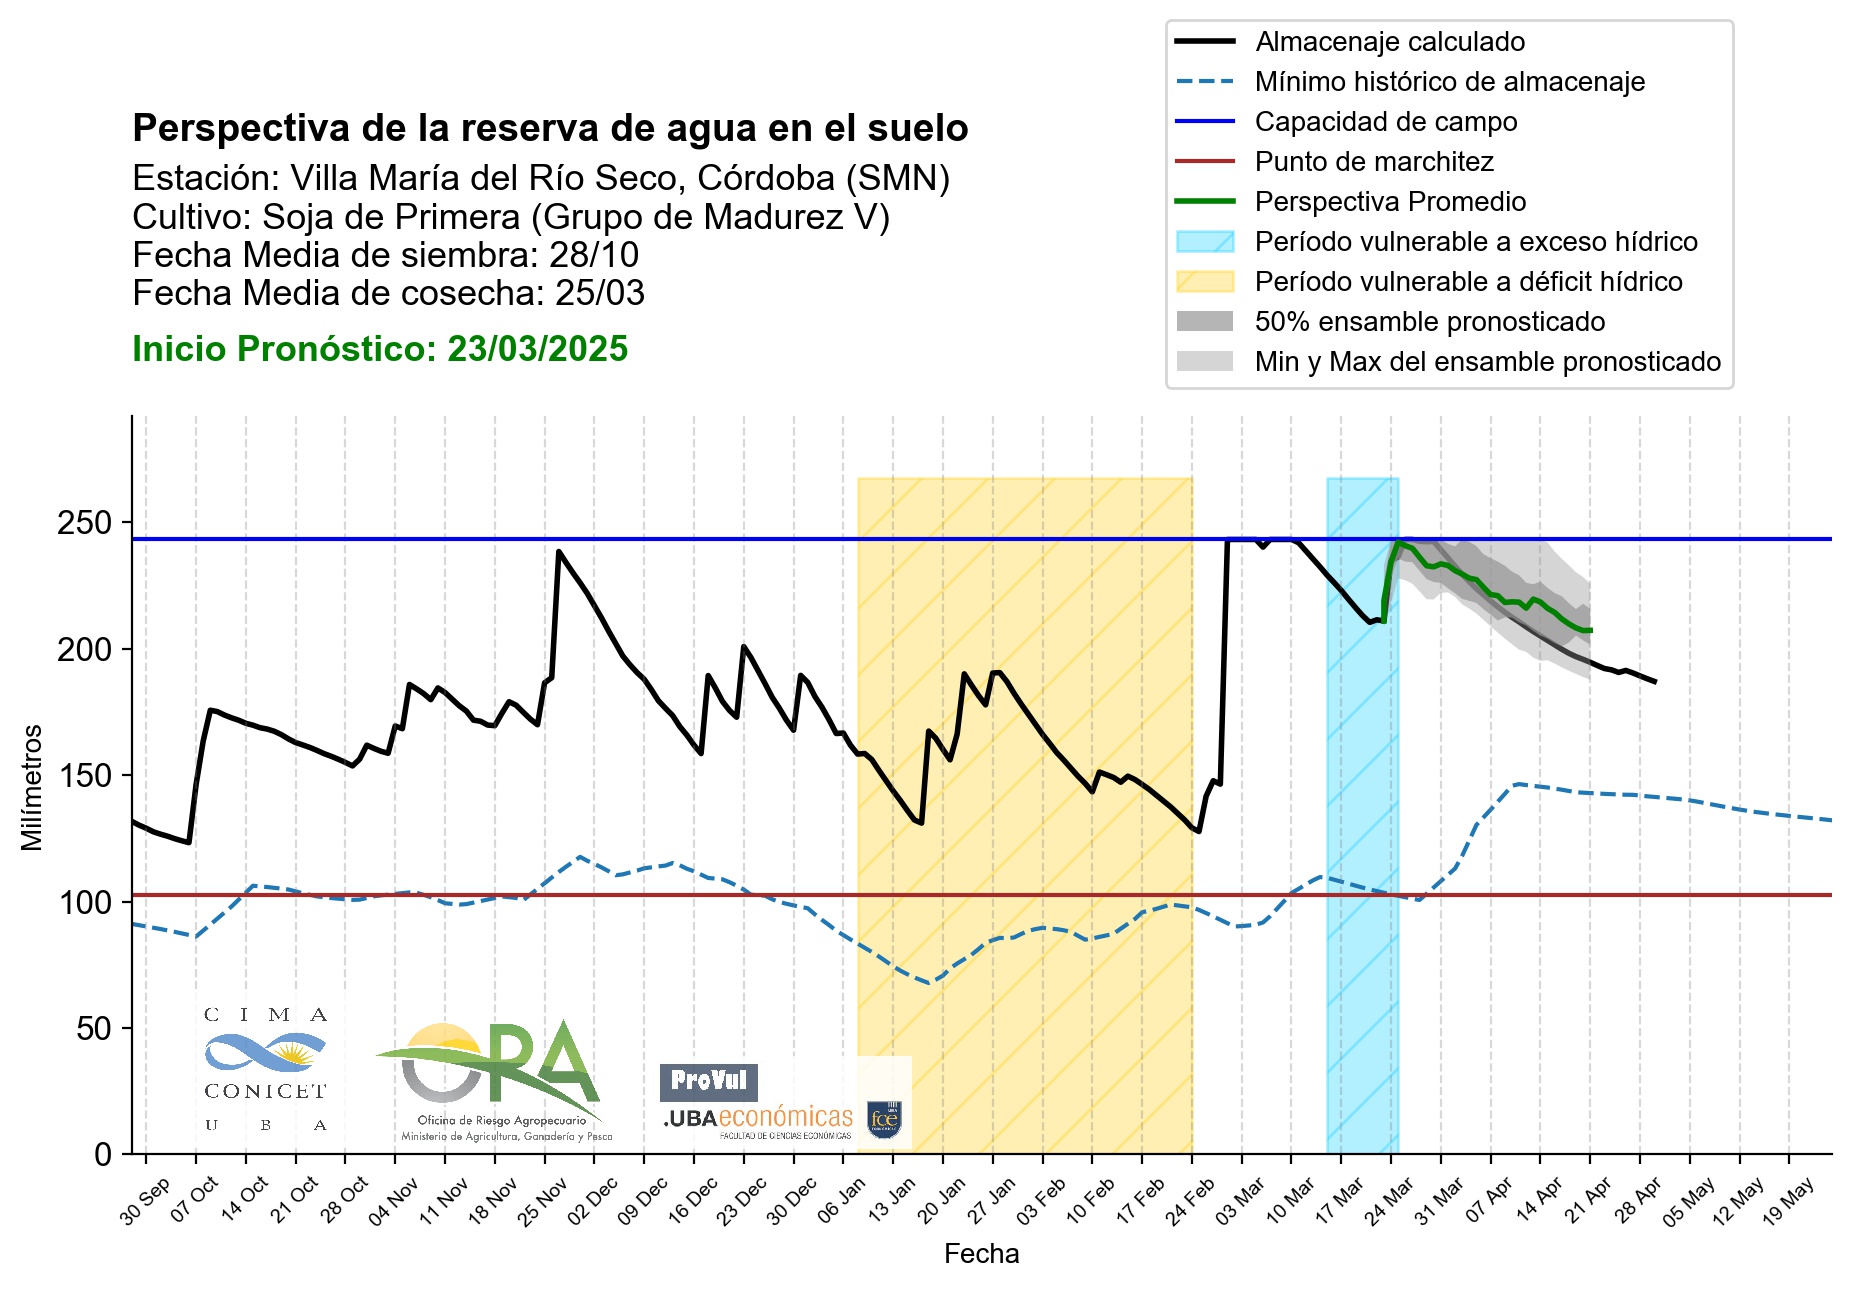 Almacenaje calculado
Mínimo histórico de almacenaje
Capacidad de campo
Punto de marchitez
Perspectiva Promedio
Período vulnerable a exceso hídrico
Período vulnerable a déficit hídrico
50% ensamble pronosticado
Min y Max del ensamble pronosticado
Perspectiva de la reserva de agua en el suelo
Estación: Villa María del Río Seco, Córdoba (SMN)
Cultivo: Soja de Primera (Grupo de Madurez V)
Fecha Media de siembra: 28/10
Fecha Media de cosecha: 25/03
Inicio Pronóstico: 23/03/2025
Milímetros
250
200
150
100
50
0
CIMA
CONICET
UBA
ORA
Oficina de Riesgo Agropecuario
Ministerio de Agricultura, Ganadería y Pesca
ProVul
.UBAeconómicas
FACULTAD DE CIENCIAS ECONÓMICAS
fce
30 Sep
07 Oct
14 Oct
21 Oct
28 Oct
04 Nov
11 Nov
18 Nov
25 Nov
02 Dec
09 Dec
16 Dec
23 Dec
30 Dec
06 Jan
13 Jan
20 Jan
27 Jan
03 Feb
10 Feb
17 Feb
24 Feb
03 Mar
10 Mar
17 Mar
24 Mar
31 Mar
07 Apr
14 Apr
21 Apr
28 Apr
05 May
12 May
19 May
Fecha